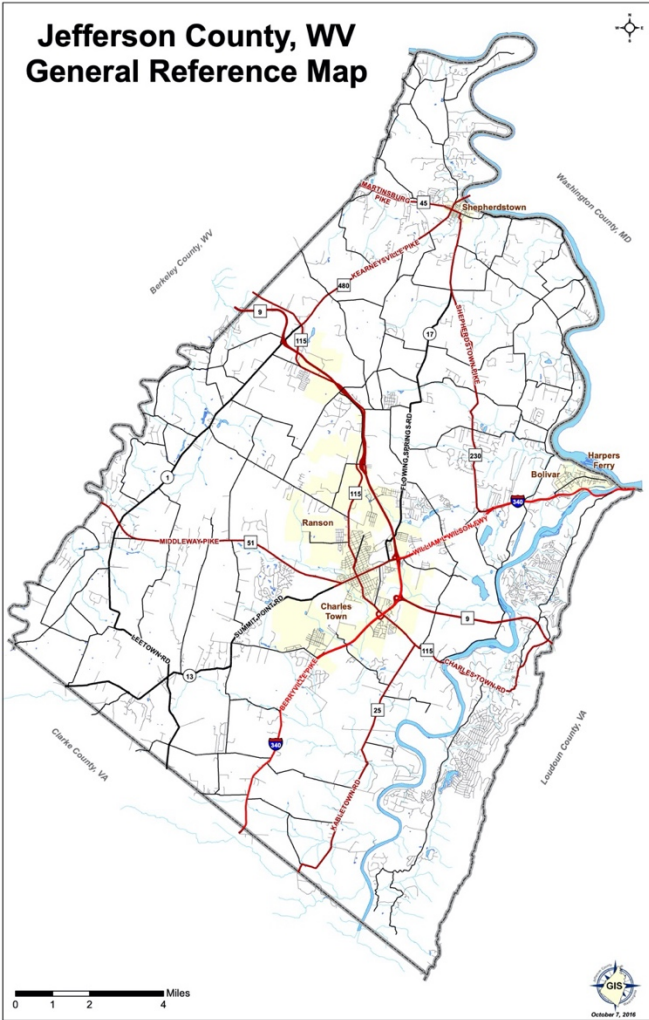 Jefferson County, WV
General Reference Map
Washington County, MD
Berkeley County, WV
MARTINSBURG
PIKE
45
Shepherdstown
KEARNEYSVILLE PIKE
480
9
115
17
SHEPHERDSTOWN PIKE
FLOWING SPRINGS RD
230
Harpers
Ferry
Bolivar
340
1
115
Ranson
WILLIAM L WILSON FWY
MIDDLEWAY PIKE
51
SUMMIT POINT RD
Charles
Town
9
LEETOWN RD
13
BERRYVILLE PIKE
115
CHARLES TOWN RD
25
340
KABLETOWN RD
Clarke County, VA
Loudoun County, VA
Miles
0 1 2 4
GIS
October 7, 2016